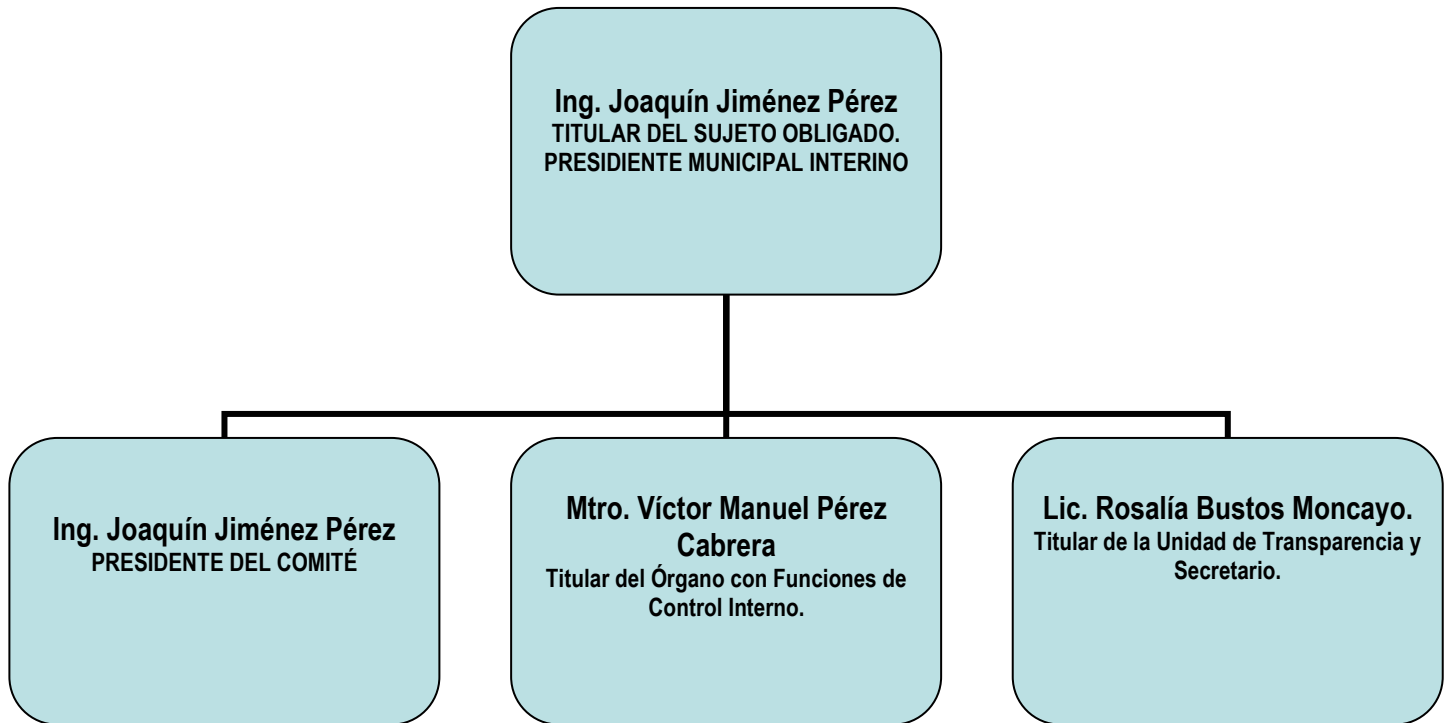 Ing. Joaquín Jiménez Pérez
TITULAR DEL SUJETO OBLIGADO.
PRESIDIENTE MUNICIPAL INTERINO
Ing. Joaquín Jiménez Pérez
PRESIDENTE DEL COMITÉ
Mtro. Víctor Manuel Pérez
Cabrera
Titular del Órgano con Funciones de
Control Interno.
Lic. Rosalía Bustos Moncayo.
Titular de la Unidad de Transparencia y
Secretario.